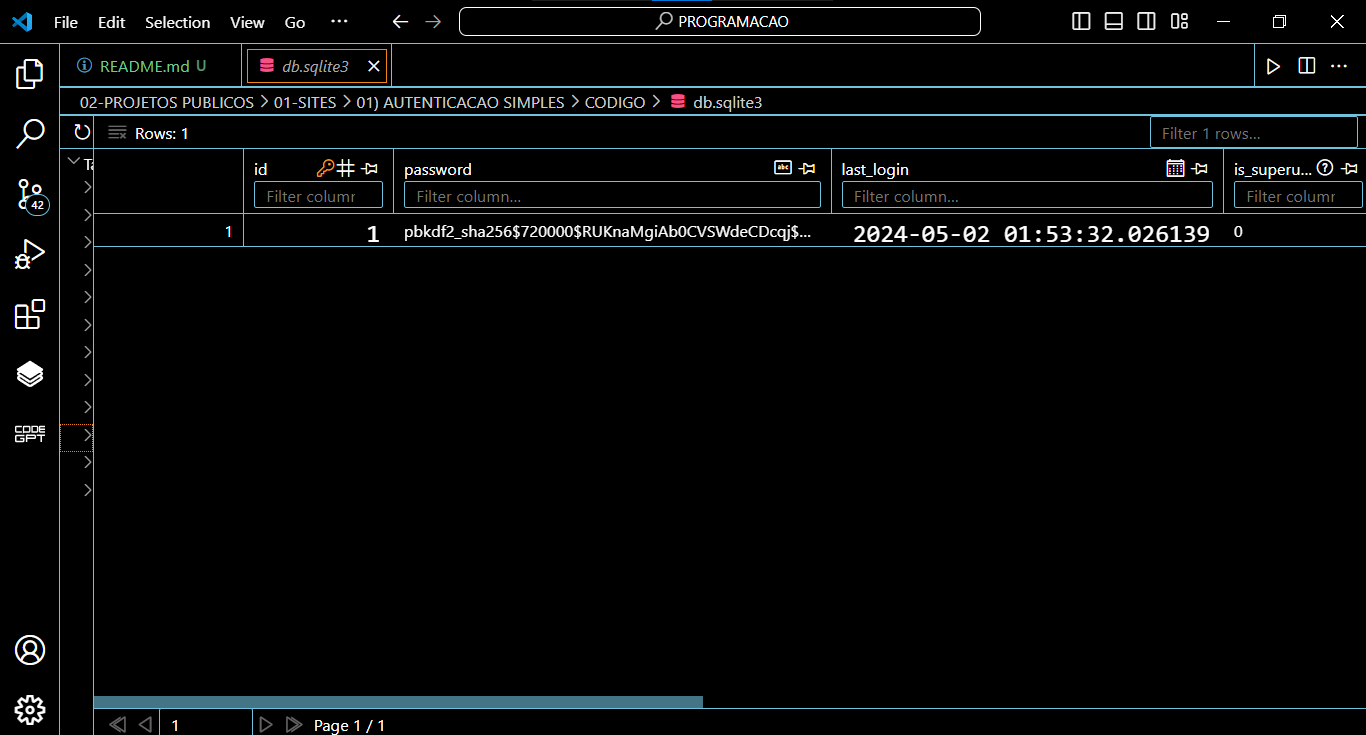 File Edit Selection View Go ··· PROGRAMACAO
README.md U db.sqlite3
02-PROJETOS PUBLICOS > 01-SITES > 01) AUTENTICACAO SIMPLES > CODIGO > db.sqlite3
Rows: 1 Filter 1 rows...
Ta
id password last_login is_superu...
Filter columr Filter column... Filter column... Filter columr
1 1 pbkdf2_sha256$720000$RUKnaMgiAb0CVSWdeCDcqj$... 2024-05-02 01:53:32.026139 0
42
CODE
GPT
1 Page 1 / 1